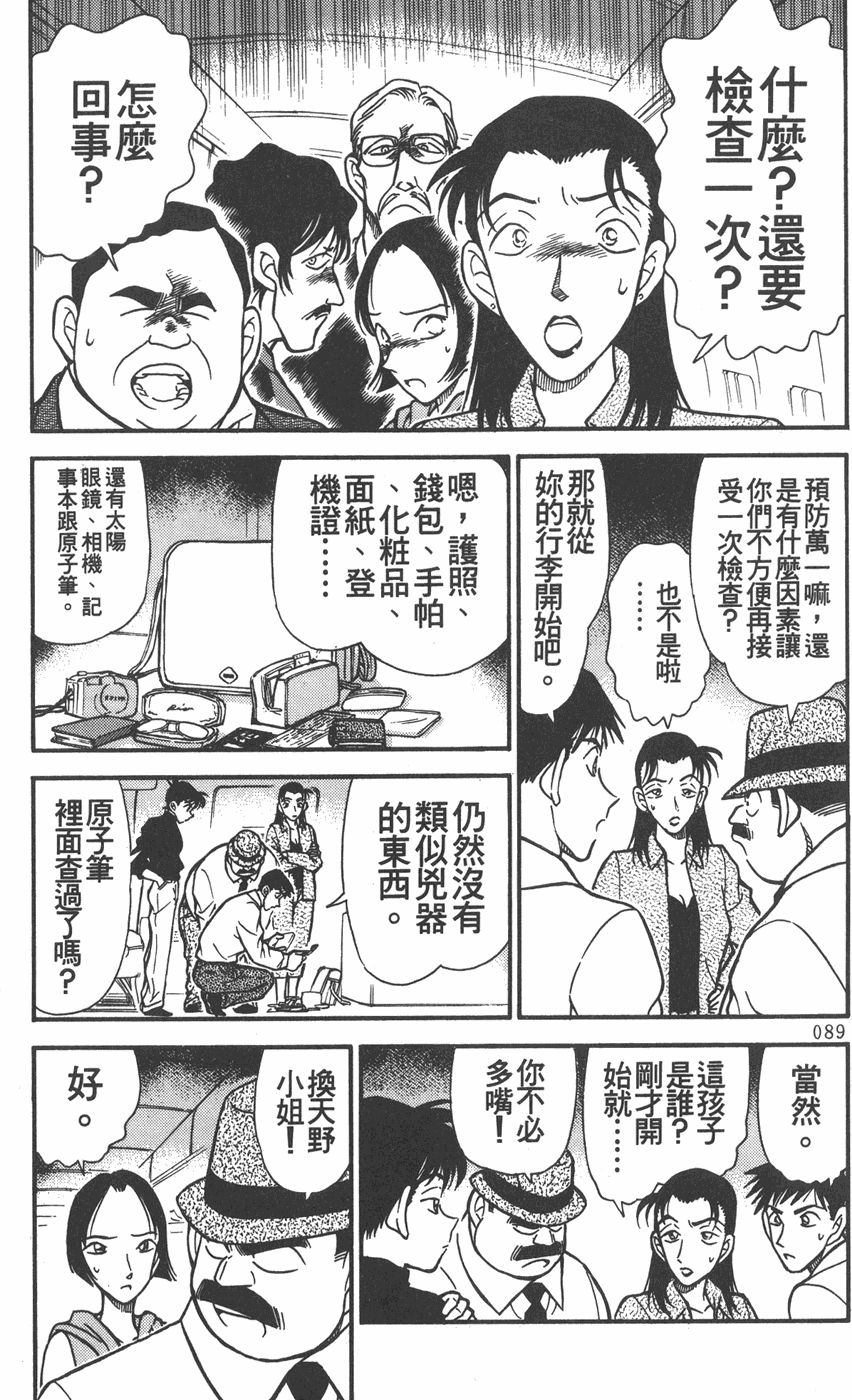 什麼？還要
檢查一次？
怎麼
回事？
預防萬一嘛，還
是有什麼因素讓
你們不方便再接
受一次檢查？
也不是啦
……
那就從
妳的行李開始吧。
嗯，護照、
錢包、手帕
、化粧品、
面紙、登
機證……
還有太陽
眼鏡、相機、記
事本跟原子筆。
仍然沒有
類似兇器
的東西。
原子筆
裡面查過了嗎？
089
當然。
這孩子
是誰？
剛才開
始就……
你不必
多嘴！
換天野
小姐！
好。